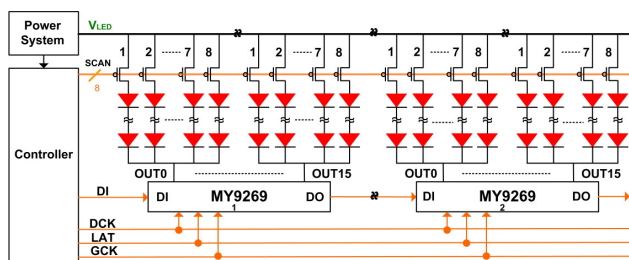 Power
System
VLED
SCAN
8
1 2 ........ 7 8
1 2 ........ 7 8
1 2 ........ 7 8
1 2 ........ 7 8
Controller
OUT0 OUT15
OUT0 OUT15
DI
DI MY9269 DO
1
DI MY9269 DO
2
DCK
LAT
GCK